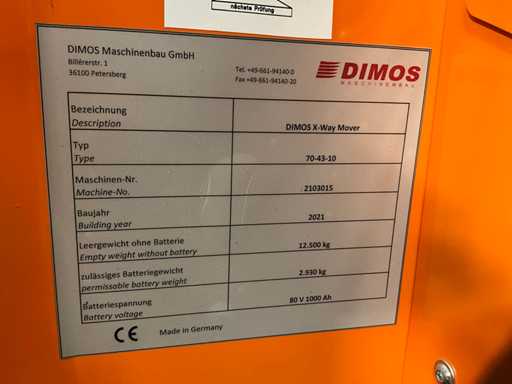 nächste Prüfung
DIMOS Maschinenbau GmbH
Billérerstr. 1
36100 Petersberg
Tel. +49-661-94140-0
Fax +49-661-94140-20
DIMOS
MASCHINENBAU
Bezeichnung
Description
DIMOS X-Way Mover
Typ
Type
70-43-10
Maschinen-Nr.
Machine-No.
2103015
Baujahr
Building year
2021
Leergewicht ohne Batterie
Empty weight without battery
12.500 kg
zulässiges Batteriegewicht
permissable battery weight
2.930 kg
Batteriespannung
Battery voltage
80 V 1000 Ah
CE Made in Germany